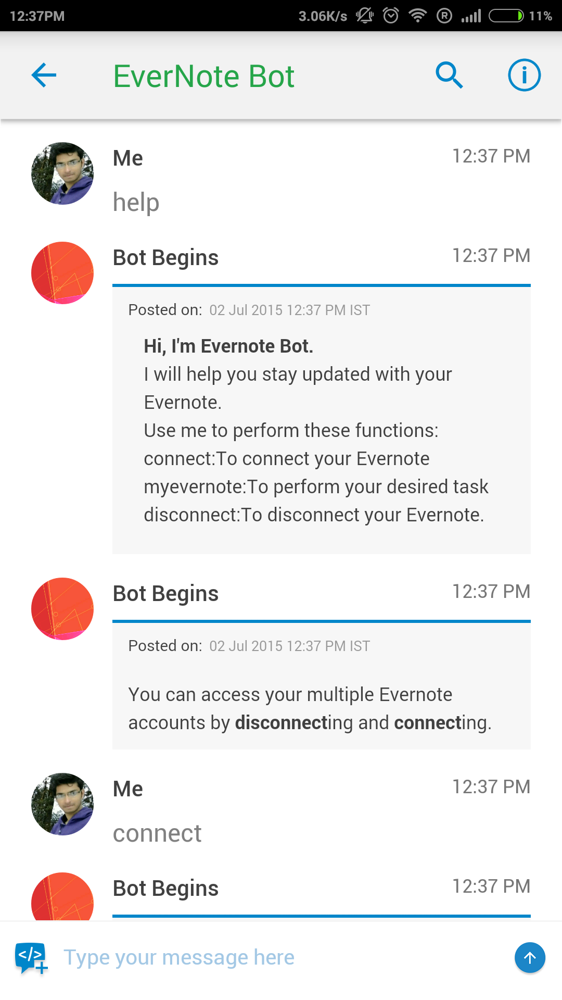 12:37PM 3.06K/s R 11%
EverNote Bot
Me 12:37 PM
help
Bot Begins 12:37 PM
Posted on: 02 Jul 2015 12:37 PM IST
Hi, I'm Evernote Bot.
I will help you stay updated with your
Evernote.
Use me to perform these functions:
connect:To connect your Evernote
myevernote:To perform your desired task
disconnect:To disconnect your Evernote.
Bot Begins 12:37 PM
Posted on: 02 Jul 2015 12:37 PM IST
You can access your multiple Evernote
accounts by disconnecting and connecting.
Me 12:37 PM
connect
Bot Begins 12:37 PM
Type your message here